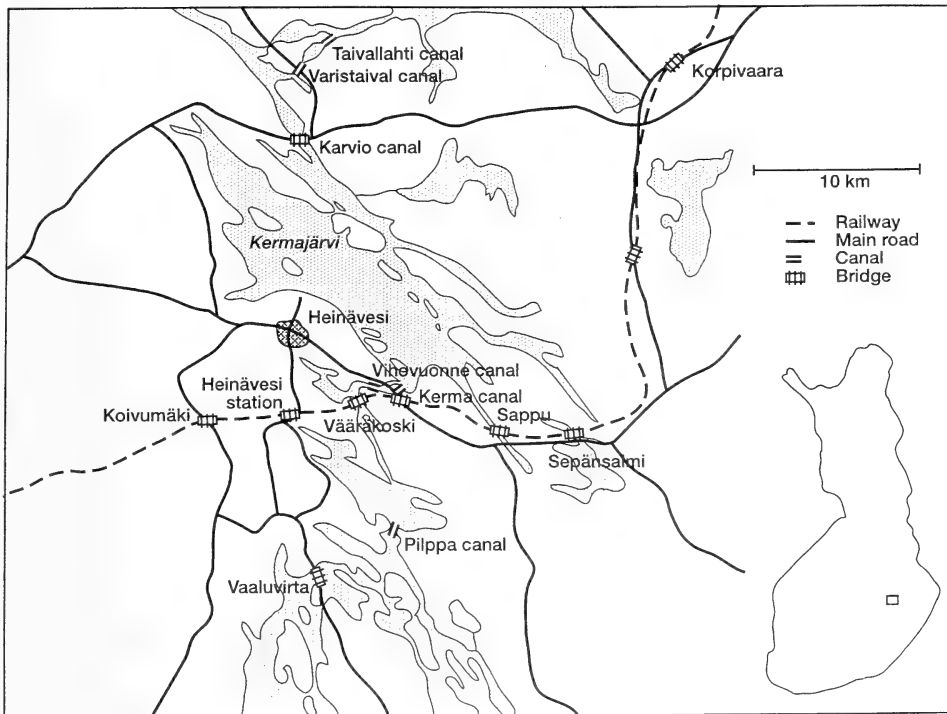 Taivallahti canal
Varistaival canal
Korpivaara
Karvio canal
10 km
Railway
Main road
Canal
Bridge
Kermajärvi
Heinävesi
Vihovuonne canal
Heinävesi
station
Kerma canal
Koivumäki
Sappu
Vääräkoski
Sepänsalmi
Pilppa canal
Vaaluvirta